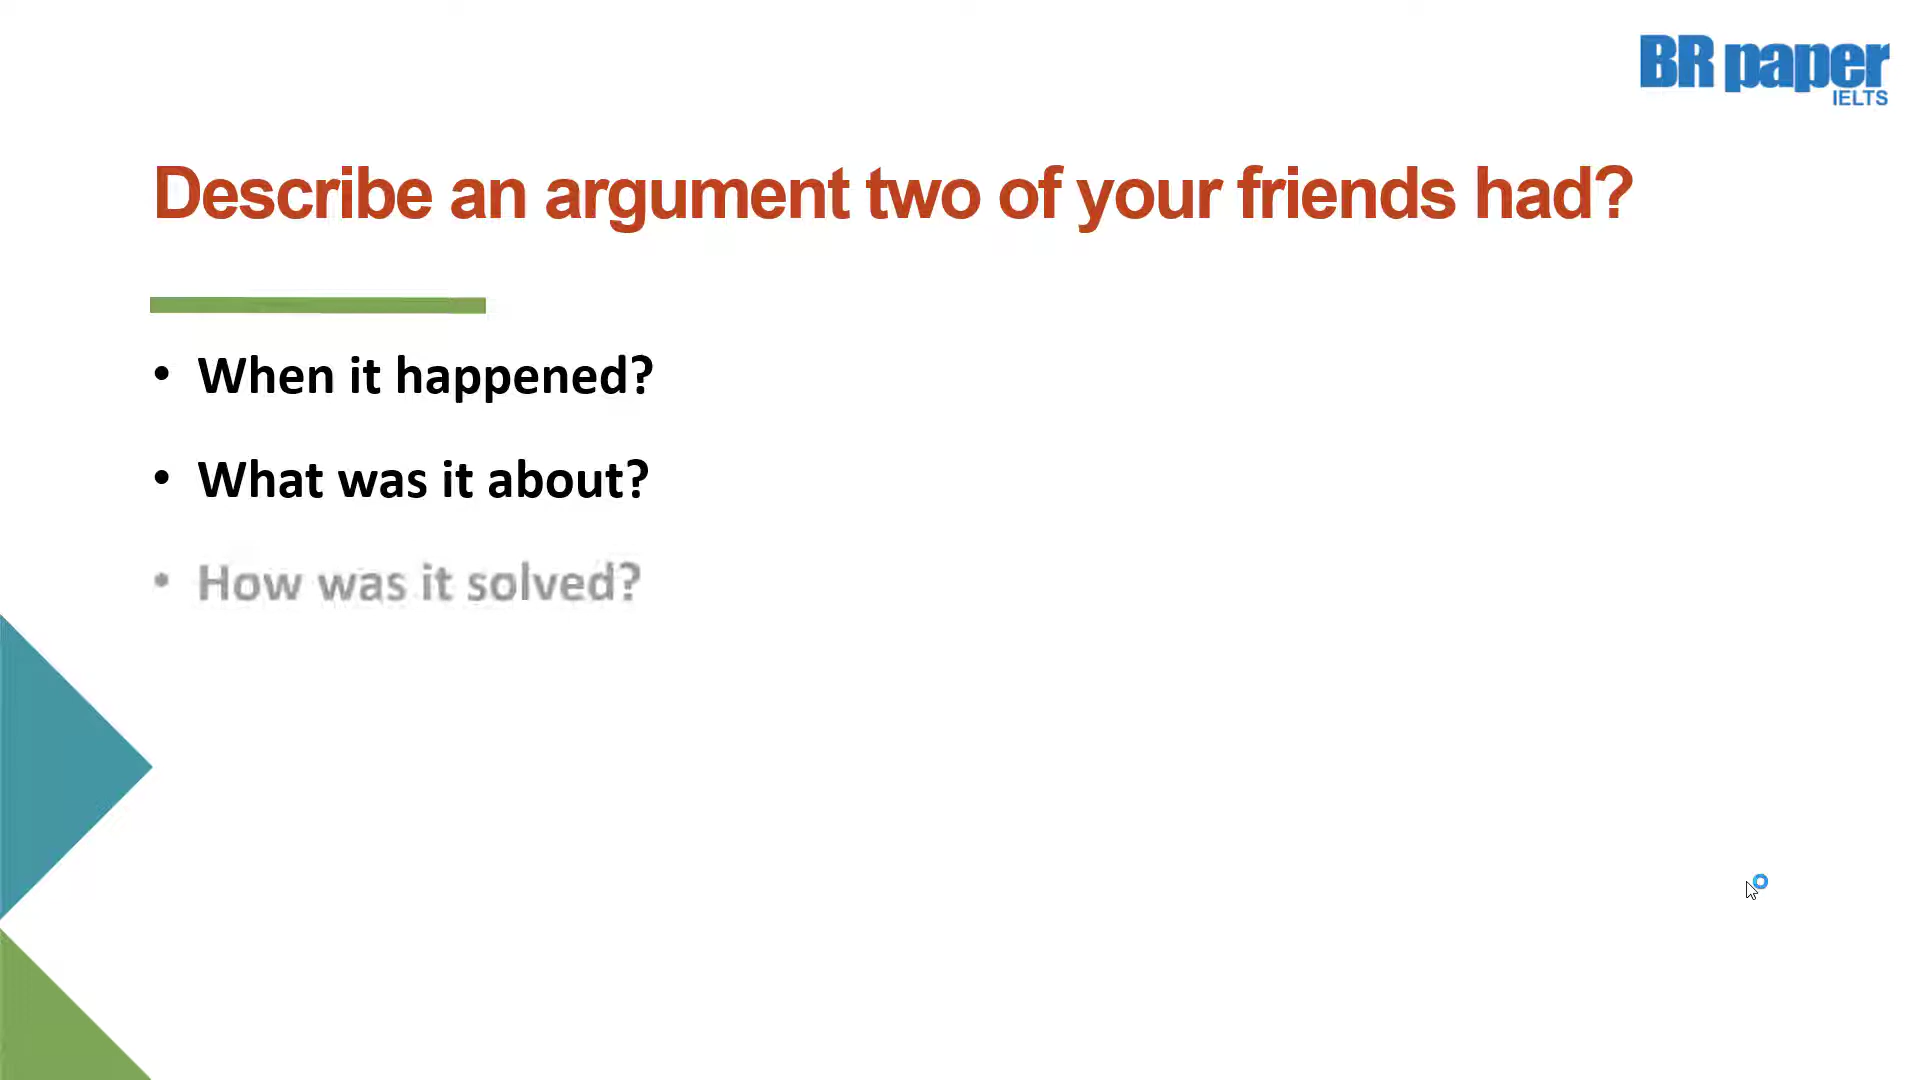 BR paper
IELTS
Describe an argument two of your friends had?
• When it happened?
• What was it about?
• How was it solved?